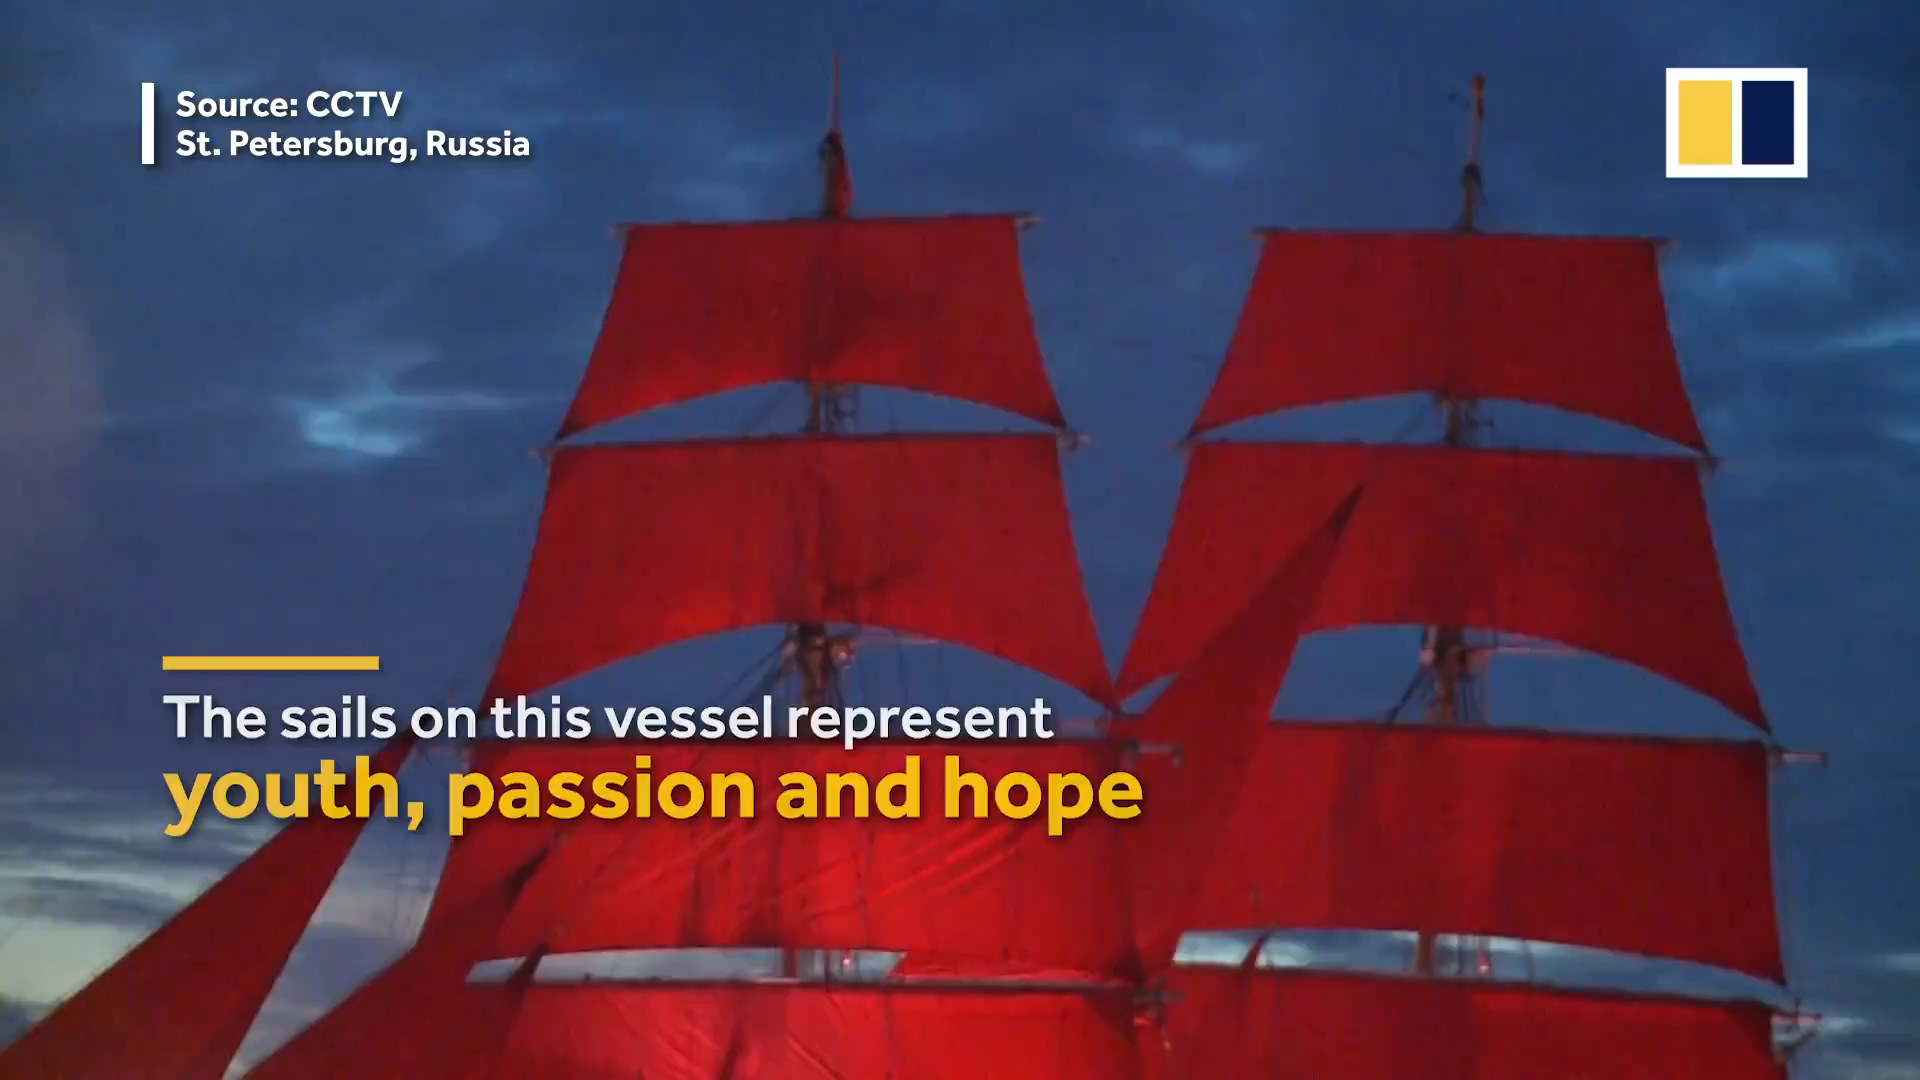 Source: CCTV
St. Petersburg, Russia
The sails on this vessel represent
youth, passion and hope